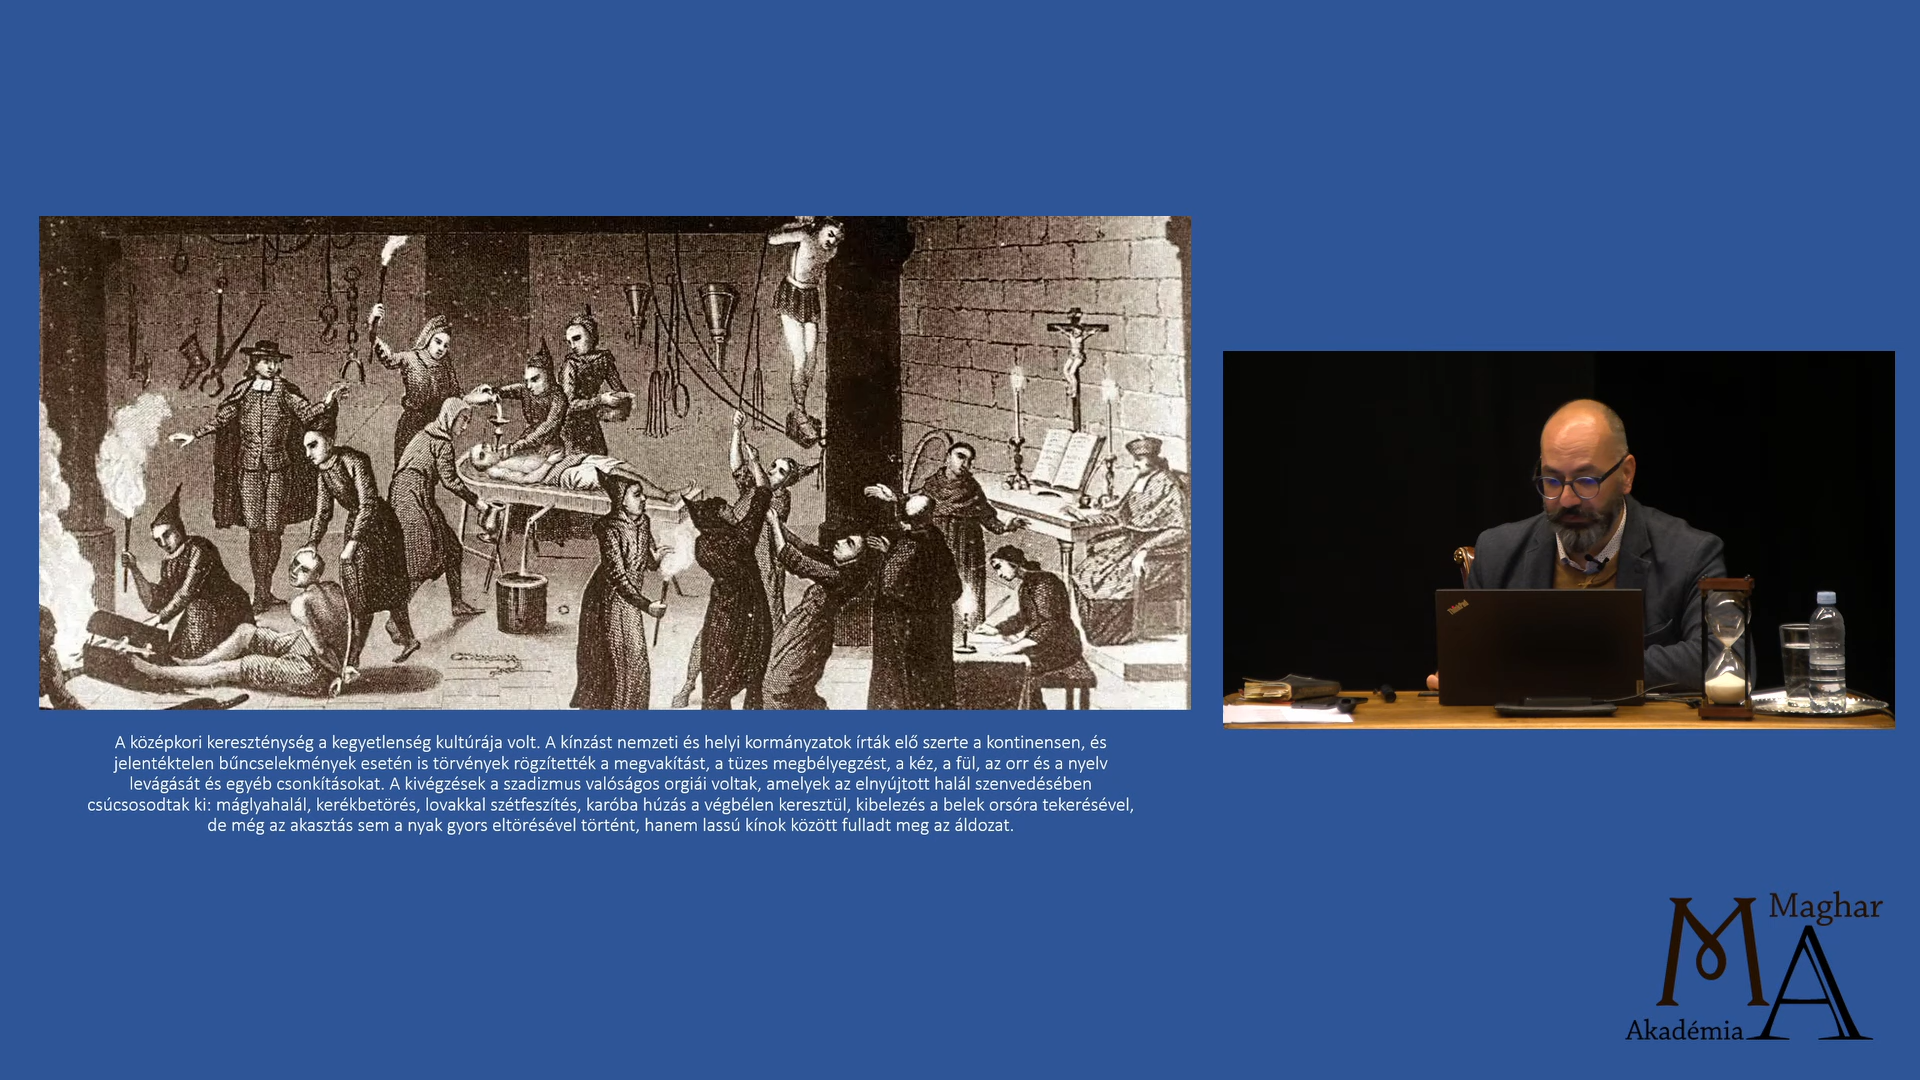 A középkori kereszténység a kegyetlenség kultúrája volt. A kínzást nemzeti és helyi kormányzatok írták elő szerte a kontinensen, és
jelentéktelen bűncselekmények esetén is törvények rögzítették a megvakítást, a tüzes megbélyegzést, a kéz, a fül, az orr és a nyelv
levágását és egyéb csonkításokat. A kivégzések a szadizmus valóságos orgiái voltak, amelyek az elnyújtott halál szenvedésében
csúcsosodtak ki: máglyahalál, kerékbetörés, lovakkal szétfeszítés, karóba húzás a végbélen keresztül, kibelezés a belek orsóra tekerésével,
de még az akasztás sem a nyak gyors eltörésével történt, hanem lassú kínok között fulladt meg az áldozat.
ThinkPad
MA
Maghar
Akadémia